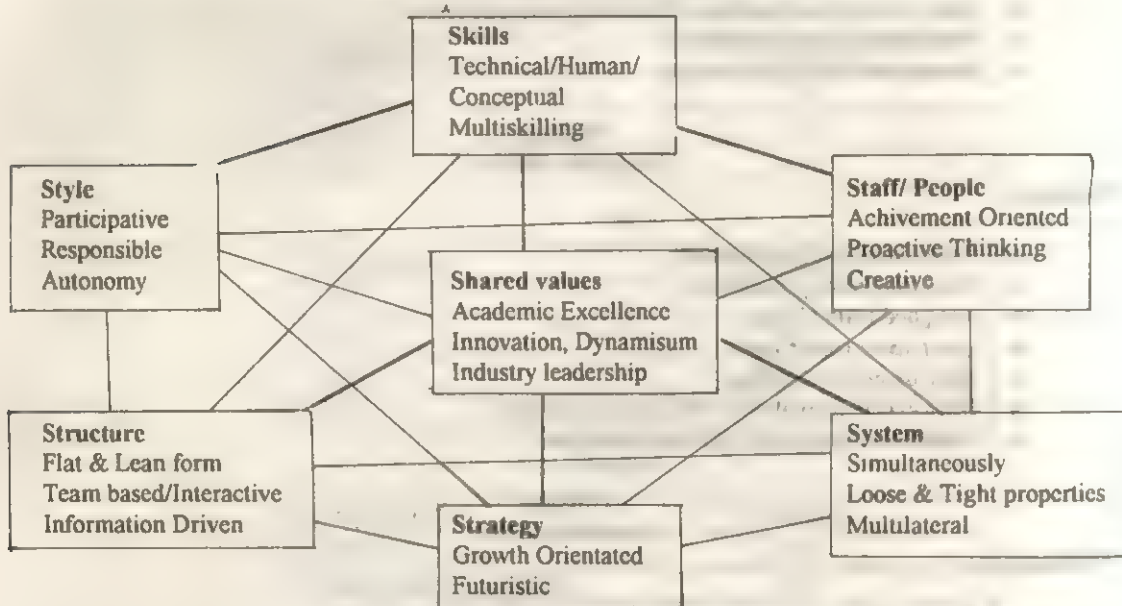 Skills
Technical/Human/
Conceptual
Multiskilling
Style
Participative
Responsible
Autonomy
Staff/ People
Achivement Oriented
Proactive Thinking
Creative
Shared values
Academic Excellence
Innovation, Dynamisum
Industry leadership
Structure
Flat & Lean form
Team based/Interactive
Information Driven
System
Simultaneously
Loose & Tight properties
Multulateral
Strategy
Growth Orientated
Futuristic